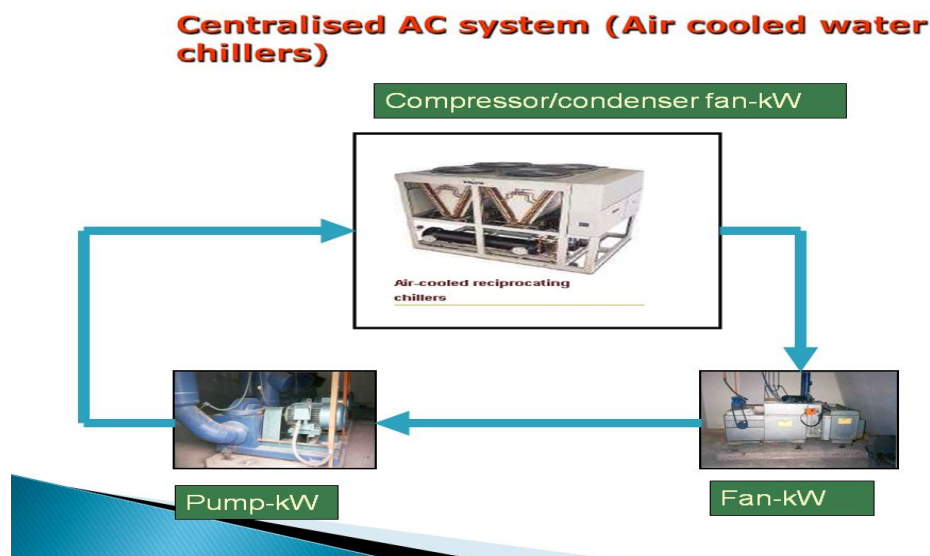 Centralised AC system (Air cooled water
chillers)
Compressor/condenser fan-kW
Air-cooled reciprocating
chillers
Pump-kW
Fan-kW